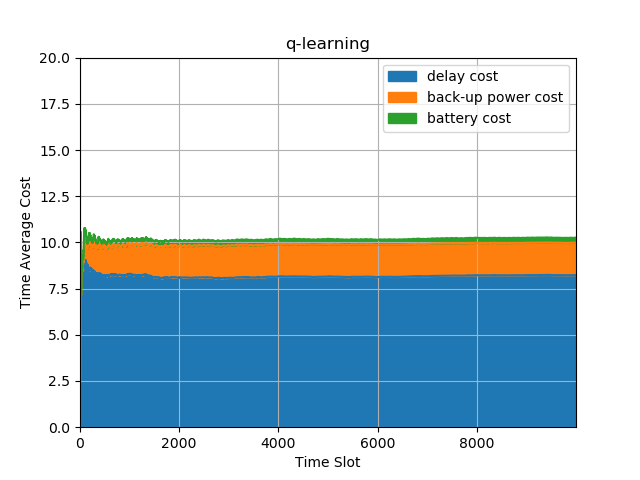 q-learning
delay cost
back-up power cost
battery cost
Time Average Cost
20.0
17.5
15.0
12.5
10.0
7.5
5.0
2.5
0.0
0 2000 4000 6000 8000
Time Slot